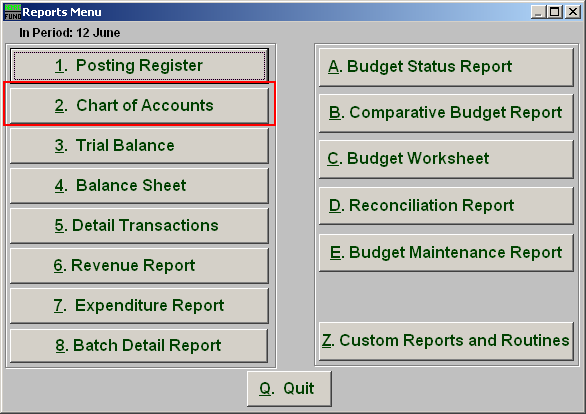 FUND
Reports Menu
In Period: 12 June
1. Posting Register
2. Chart of Accounts
3. Trial Balance
4. Balance Sheet
5. Detail Transactions
6. Revenue Report
7. Expenditure Report
8. Batch Detail Report
A. Budget Status Report
B. Comparative Budget Report
C. Budget Worksheet
D. Reconciliation Report
E. Budget Maintenance Report
Z. Custom Reports and Routines
Q. Quit